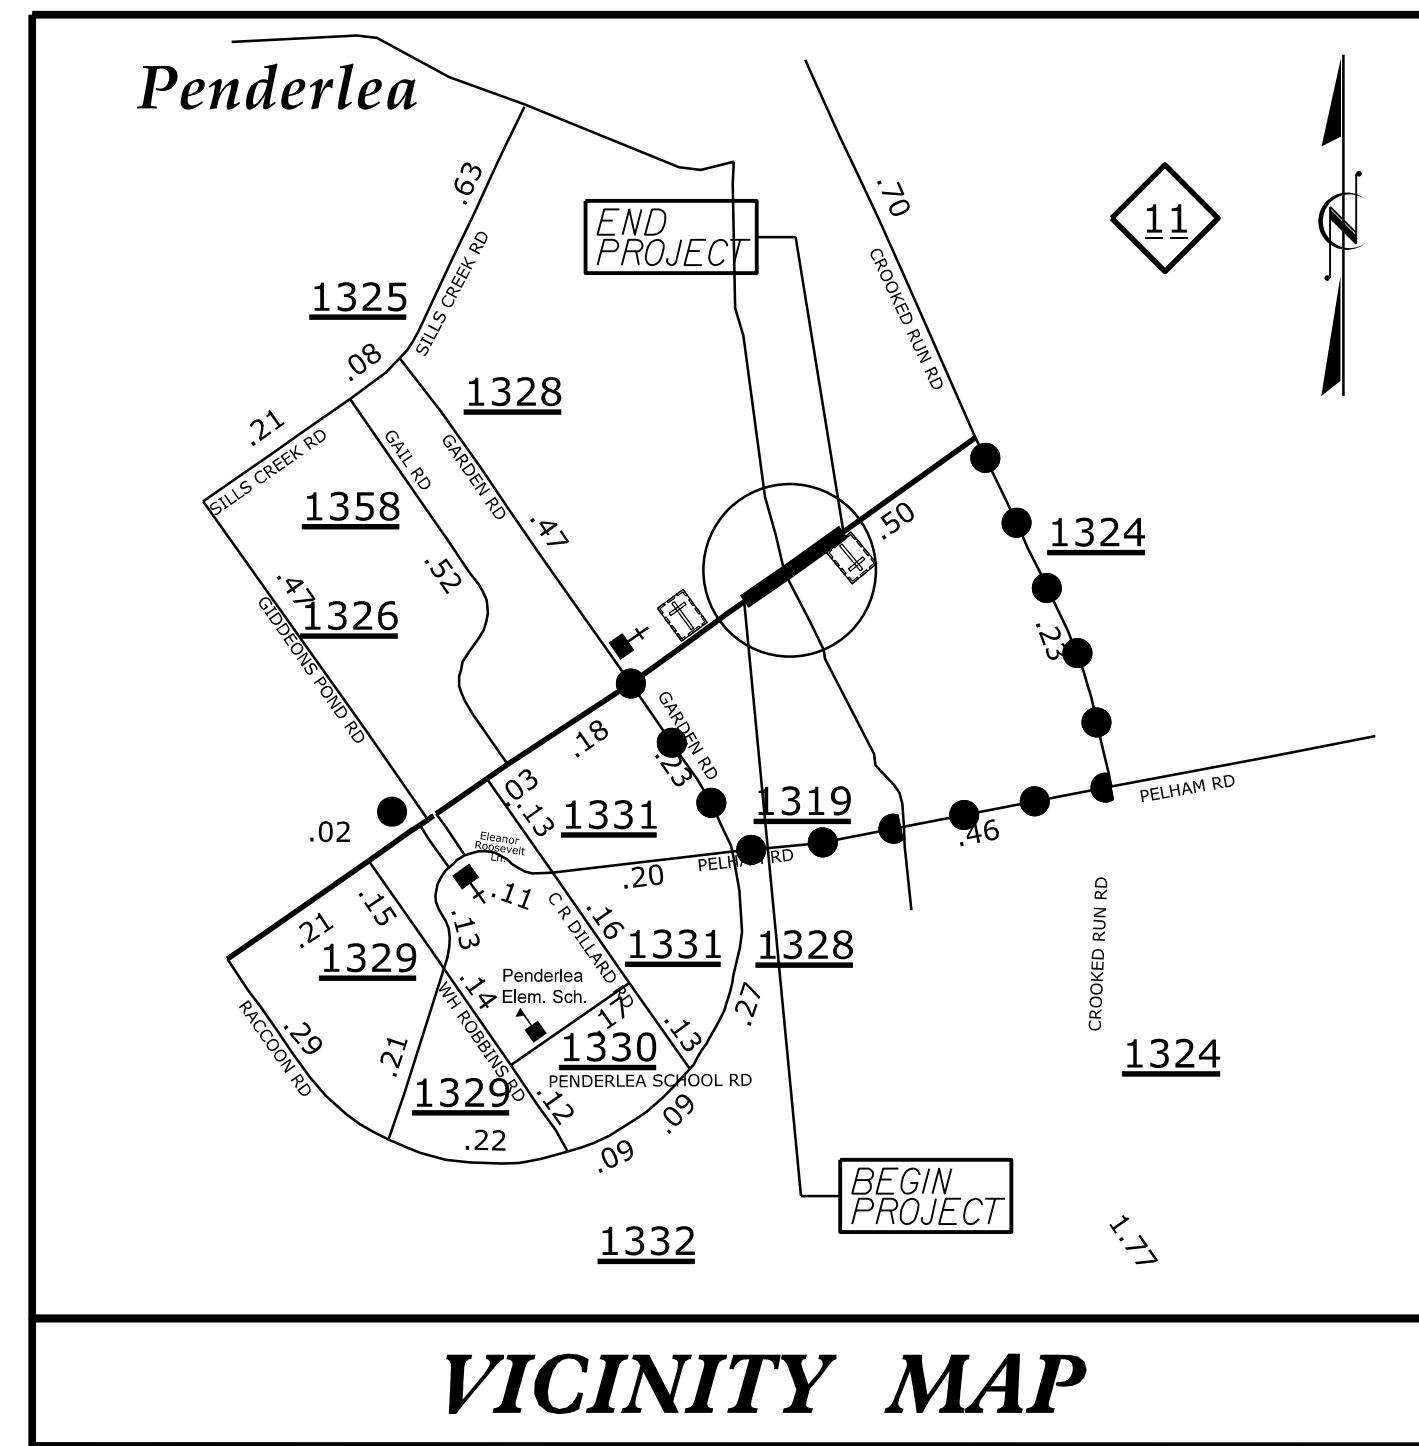 Penderlea
.63
.70
END
PROJECT
11
N
SILLS CREEK RD
CROOKED RUN RD
1325
.08
1328
.21
SILLS CREEK RD
GAIL RD
GARDEN RD
1358
.47
.50
1324
.52
.47
1326
GIDDEONS POND RD
.23
GARDEN RD
.18
.23
.03
.13
1331
1319
PELHAM RD
.02
Eleanor
Roosevelt
Ln.
.46
PELHAM RD
.20
.11
.15
.13
C R DILLARD RD
.16
CROOKED RUN RD
.21
1329
1331
1328
.14
Penderlea
Elem. Sch.
WH ROBBINS RD
.27
.17
.13
RACCOON RD
.29
.21
1330
1324
PENDERLEA SCHOOL RD
1329
.12
.09
.22
.09
BEGIN
PROJECT
1332
1.77
VICINITY MAP